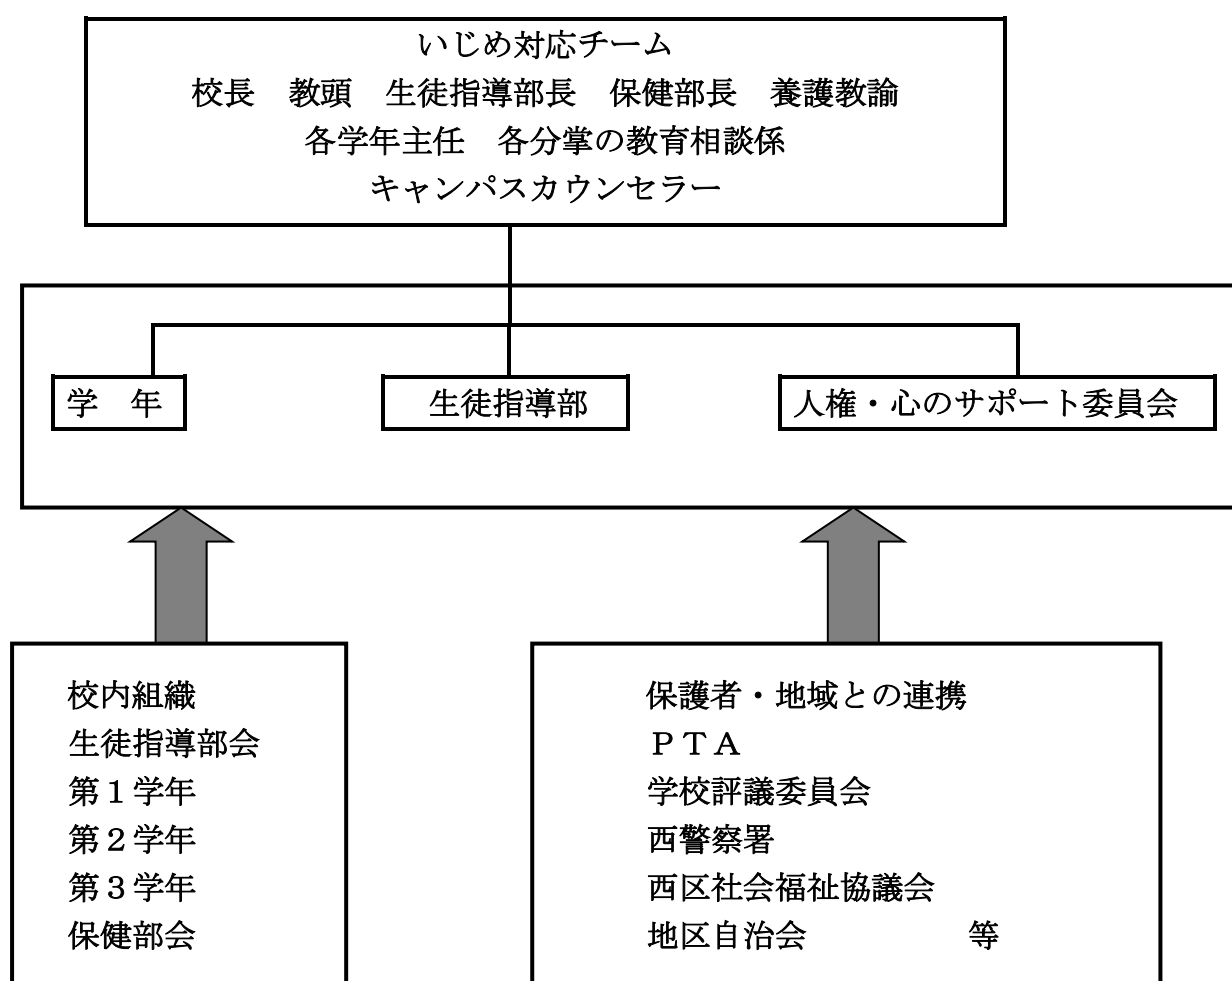 いじめ対応チーム
校長　教頭　生徒指導部長　保健部長　養護教諭
各学年主任　各分掌の教育相談係
キャンパスカウンセラー
学　年
生徒指導部
人権・心のサポート委員会
校内組織
生徒指導部会
第１学年
第２学年
第３学年
保健部会
保護者・地域との連携
ＰＴＡ
学校評議委員会
西警察署
西区社会福祉協議会
地区自治会　　　　　等